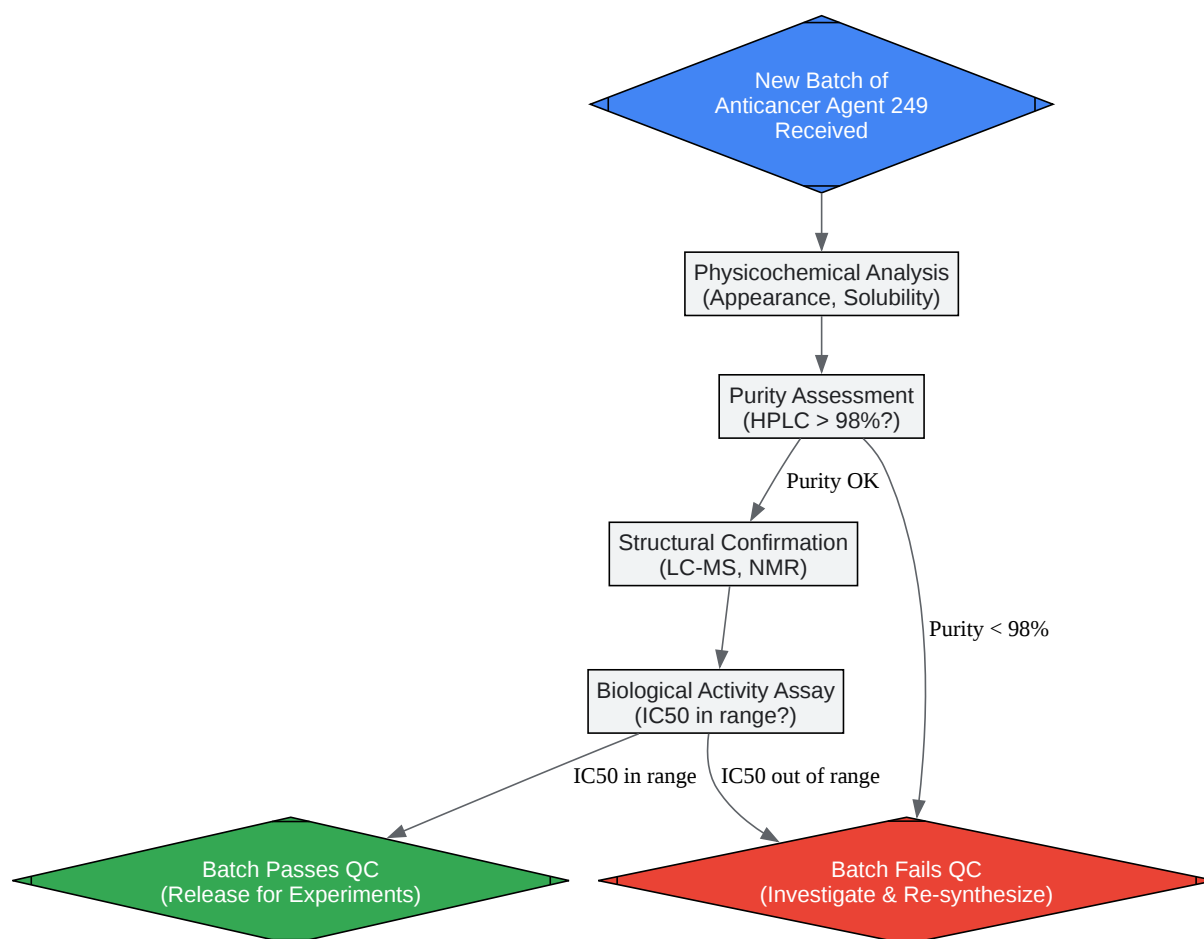 New Batch of
Anticancer Agent 249
Received
Physicochemical Analysis
(Appearance, Solubility)
Purity Assessment
(HPLC > 98%?)
Purity OK
Structural Confirmation
(LC-MS, NMR)
Purity < 98%
Biological Activity Assay
(IC50 in range?)
IC50 in range
IC50 out of range
Batch Passes QC
(Release for Experiments)
Batch Fails QC
(Investigate & Re-synthesize)